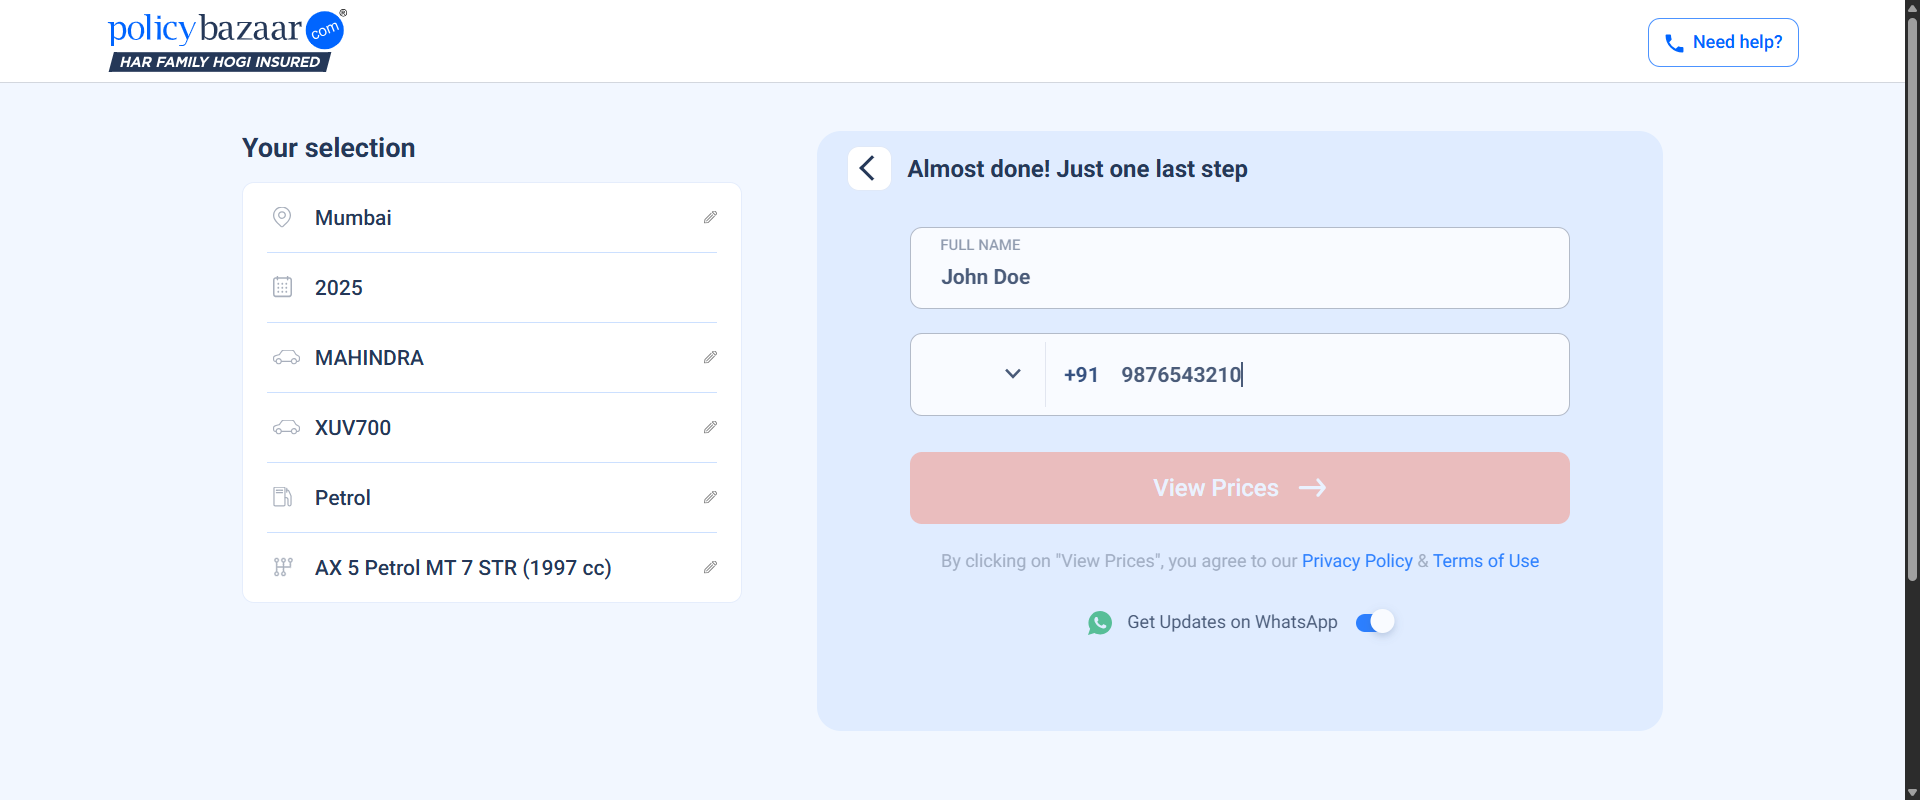 policybazaar com ®
HAR FAMILY HOGI INSURED
Need help?
Your selection
Mumbai
2025
MAHINDRA
XUV700
Petrol
AX 5 Petrol MT 7 STR (1997 cc)
Almost done! Just one last step
FULL NAME
John Doe
+91 9876543210
View Prices
By clicking on "View Prices", you agree to our Privacy Policy & Terms of Use
Get Updates on WhatsApp